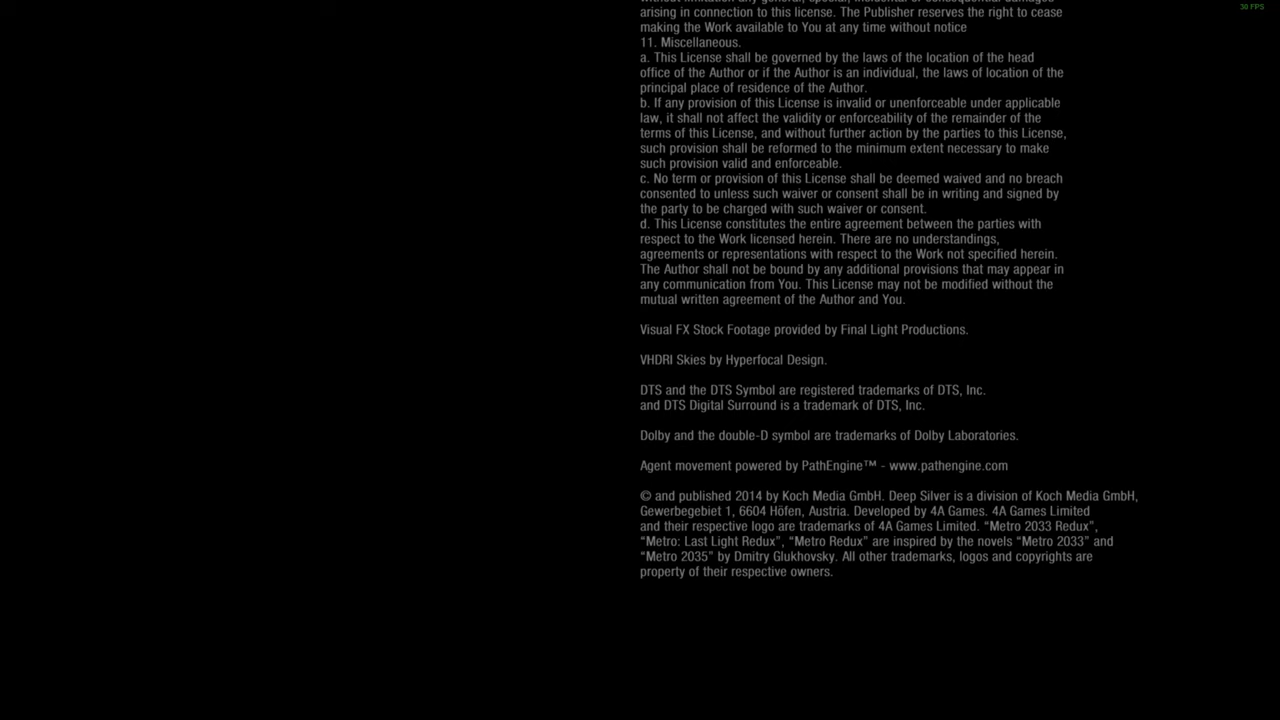 without limitation any general, special, incidental or consequential damages
30 FPS
arising in connection to this license. The Publisher reserves the right to cease
making the Work available to You at any time without notice
11. Miscellaneous.
a. This License shall be governed by the laws of the location of the head
office of the Author or if the Author is an individual, the laws of location of the
principal place of residence of the Author.
b. If any provision of this License is invalid or unenforceable under applicable
law, it shall not affect the validity or enforceability of the remainder of the
terms of this License, and without further action by the parties to this License,
such provision shall be reformed to the minimum extent necessary to make
such provision valid and enforceable.
c. No term or provision of this License shall be deemed waived and no breach
consented to unless such waiver or consent shall be in writing and signed by
the party to be charged with such waiver or consent.
d. This License constitutes the entire agreement between the parties with
respect to the Work licensed herein. There are no understandings,
agreements or representations with respect to the Work not specified herein.
The Author shall not be bound by any additional provisions that may appear in
any communication from You. This License may not be modified without the
mutual written agreement of the Author and You.
Visual FX Stock Footage provided by Final Light Productions.
VHDRI Skies by Hyperfocal Design.
DTS and the DTS Symbol are registered trademarks of DTS, Inc.
and DTS Digital Surround is a trademark of DTS, Inc.
Dolby and the double-D symbol are trademarks of Dolby Laboratories.
Agent movement powered by PathEngine™ - www.pathengine.com
© and published 2014 by Koch Media GmbH. Deep Silver is a division of Koch Media GmbH,
Gewerbegebiet 1, 6604 Höfen, Austria. Developed by 4A Games. 4A Games Limited
and their respective logo are trademarks of 4A Games Limited. “Metro 2033 Redux”,
“Metro: Last Light Redux”, “Metro Redux” are inspired by the novels “Metro 2033” and
“Metro 2035” by Dmitry Glukhovsky. All other trademarks, logos and copyrights are
property of their respective owners.